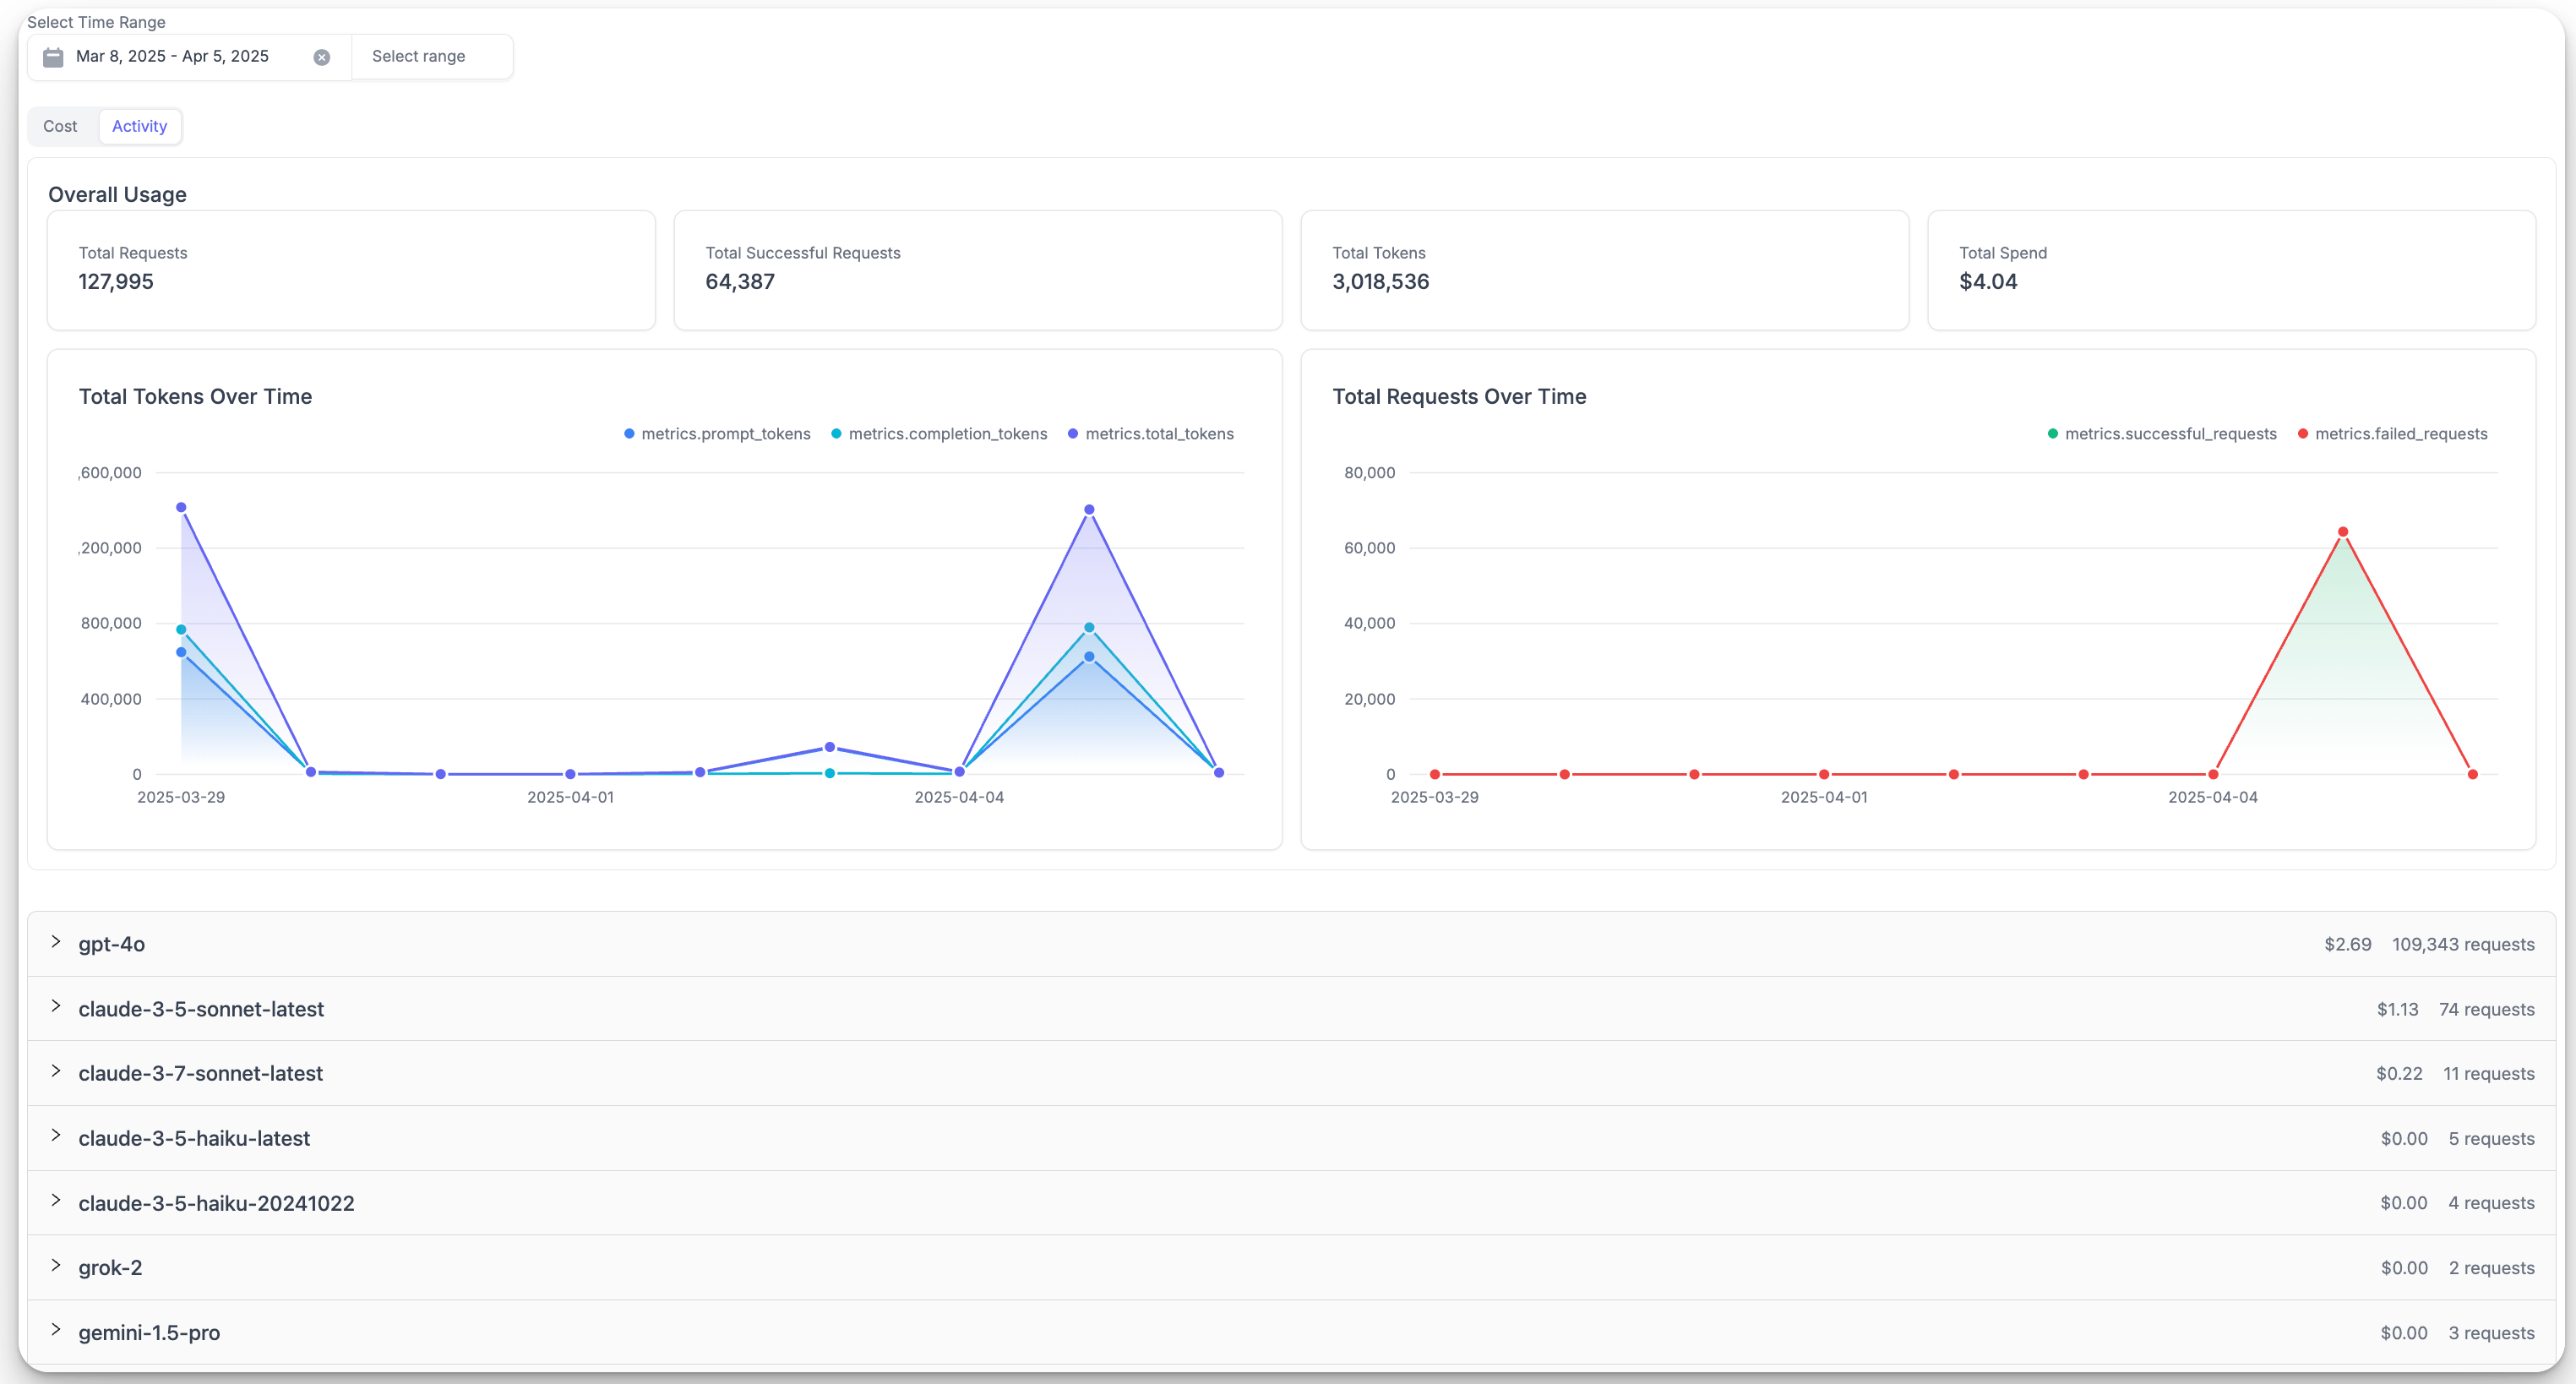 Select Time Range
Mar 8, 2025 - Apr 5, 2025
Select range
Cost
Activity
Overall Usage
Total Requests
127,995
Total Successful Requests
64,387
Total Tokens
3,018,536
Total Spend
$4.04
Total Tokens Over Time
metrics.prompt_tokens
metrics.completion_tokens
metrics.total_tokens
,600,000
,200,000
800,000
400,000
0
2025-03-29
2025-04-01
2025-04-04
Total Requests Over Time
metrics.successful_requests
metrics.failed_requests
80,000
60,000
40,000
20,000
0
2025-03-29
2025-04-01
2025-04-04
gpt-4o $2.69 109,343 requests
claude-3-5-sonnet-latest $1.13 74 requests
claude-3-7-sonnet-latest $0.22 11 requests
claude-3-5-haiku-latest $0.00 5 requests
claude-3-5-haiku-20241022 $0.00 4 requests
grok-2 $0.00 2 requests
gemini-1.5-pro $0.00 3 requests